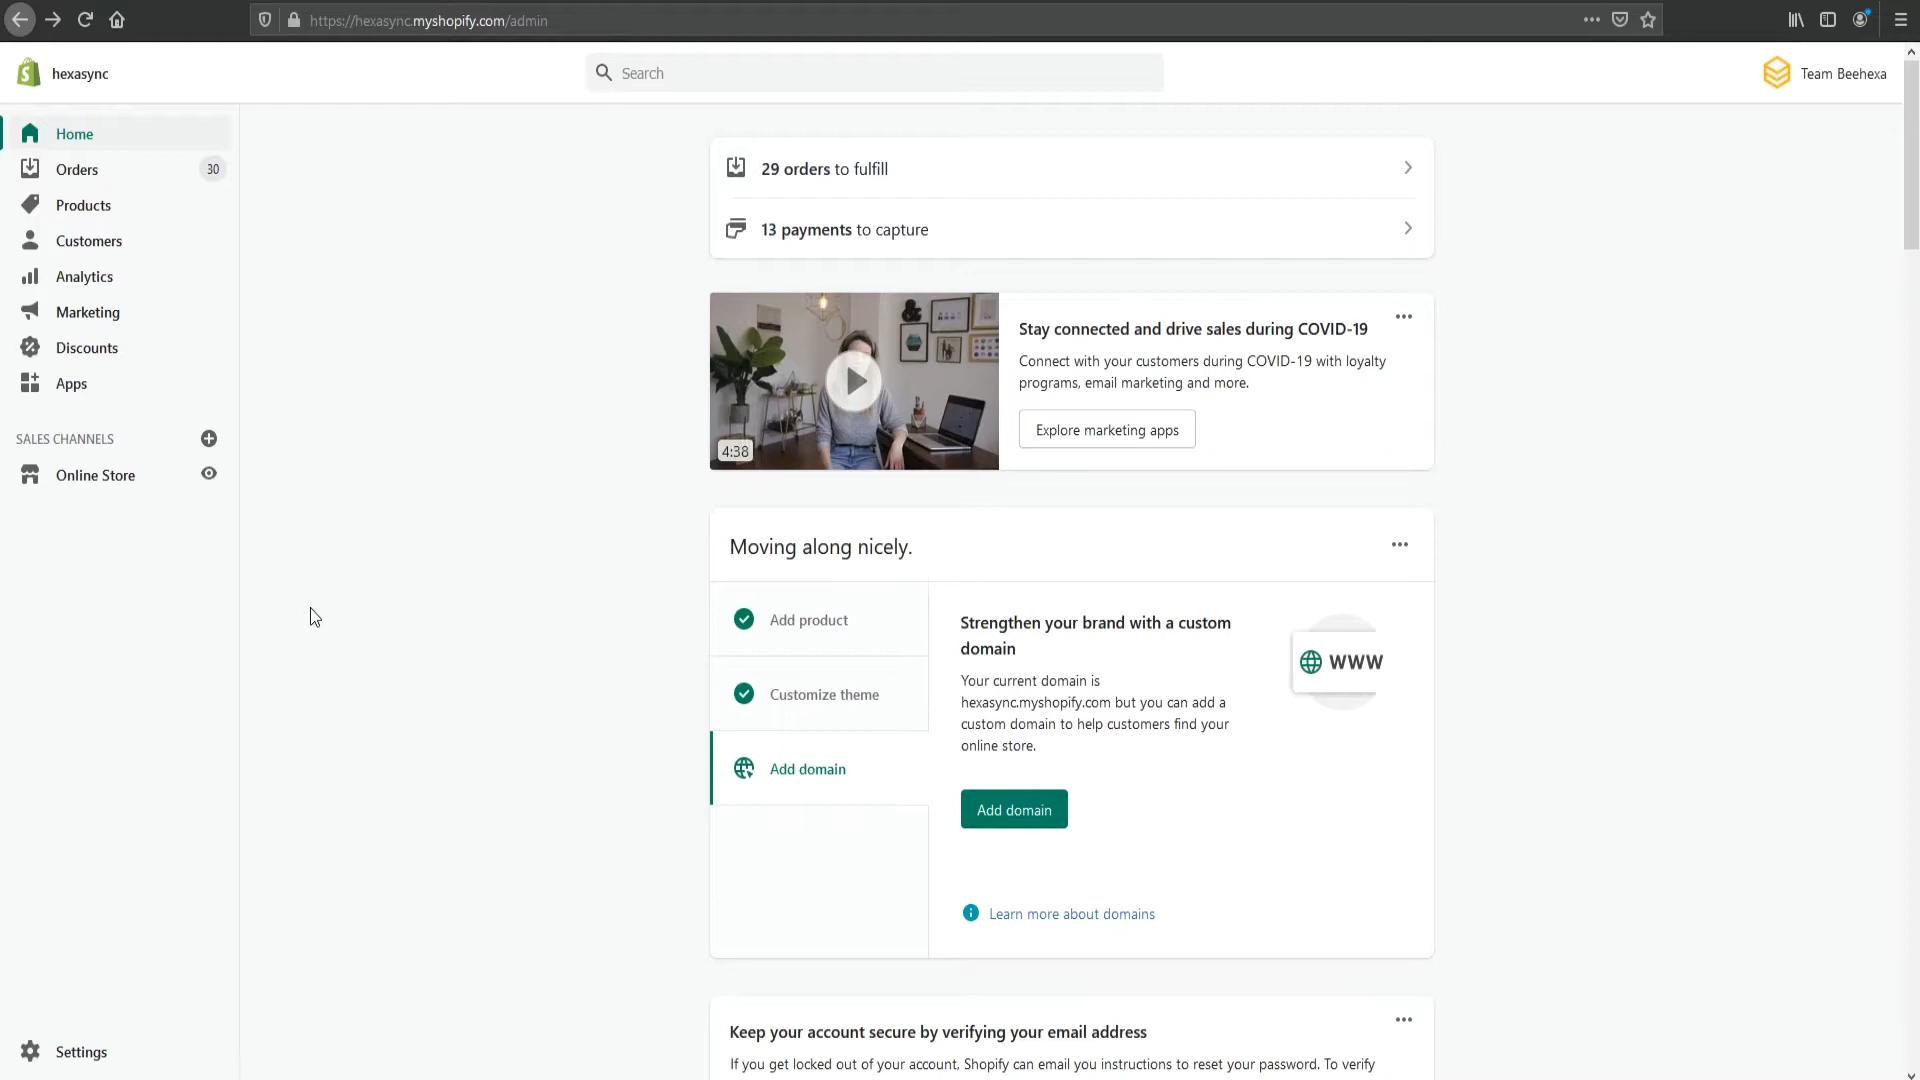 https://hexasync.myshopify.com/admin
hexasync
Search
Team Beehexa
Home
Orders 30
Products
Customers
Analytics
Marketing
Discounts
Apps
SALES CHANNELS
Online Store
Settings
29 orders to fulfill
13 payments to capture
4:38
Stay connected and drive sales during COVID-19
Connect with your customers during COVID-19 with loyalty
programs, email marketing and more.
Explore marketing apps
Moving along nicely.
Add product
Customize theme
Add domain
Strengthen your brand with a custom
domain
Your current domain is
hexasync.myshopify.com but you can add a
custom domain to help customers find your
online store.
WWW
Add domain
Learn more about domains
Keep your account secure by verifying your email address
If you get locked out of your account, Shopify can email you instructions to reset your password. To verify